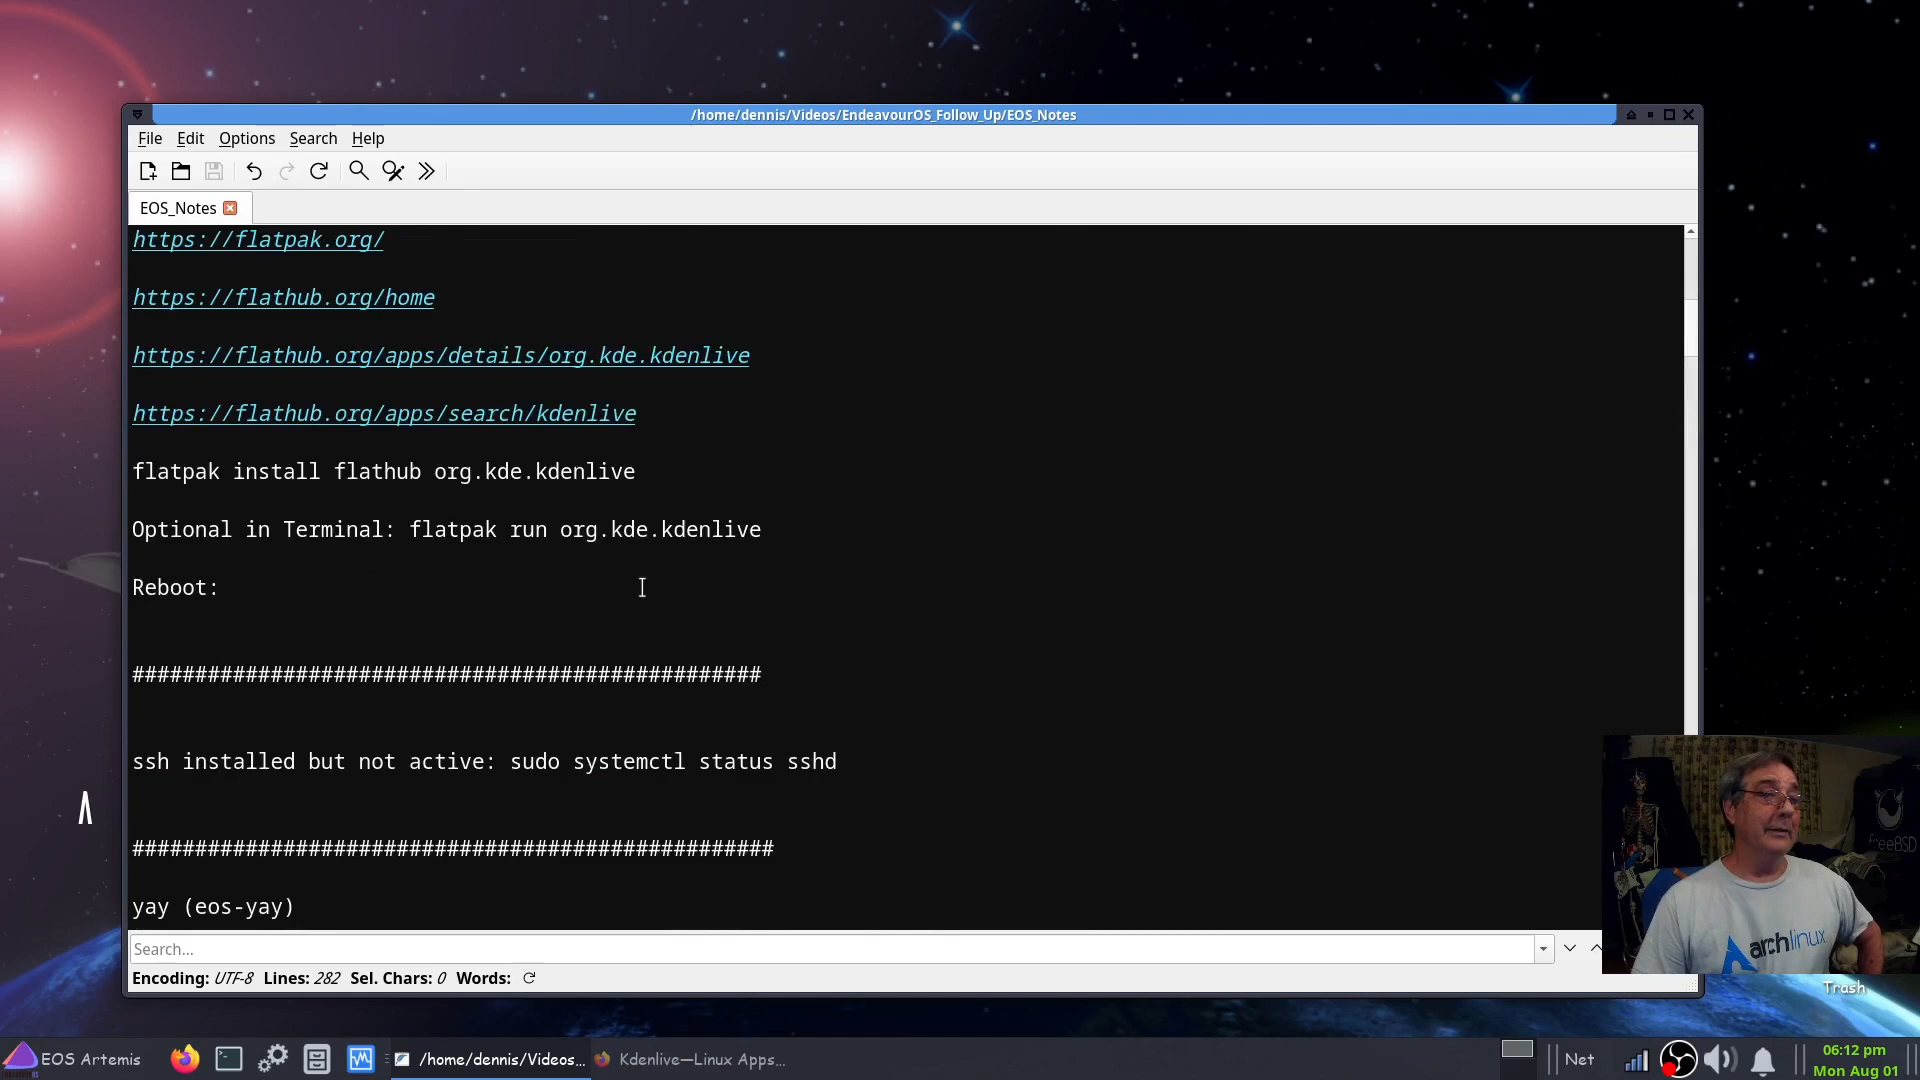 /home/dennis/Videos/EndeavourOS_Follow_Up/EOS_Notes
File Edit Options Search Help
EOS_Notes
https://flatpak.org/
https://flathub.org/home
https://flathub.org/apps/details/org.kde.kdenlive
https://flathub.org/apps/search/kdenlive
flatpak install flathub org.kde.kdenlive
Optional in Terminal: flatpak run org.kde.kdenlive
Reboot:
##################################################
ssh installed but not active: sudo systemctl status sshd
###################################################
yay (eos-yay)
Search...
Encoding: UTF-8 Lines: 282 Sel. Chars: 0 Words:
archlinux
freeBSD
Trash
EOS Artemis
/home/dennis/Videos...
Kdenlive—Linux Apps...
Net
06:12 pm
Mon Aug 01